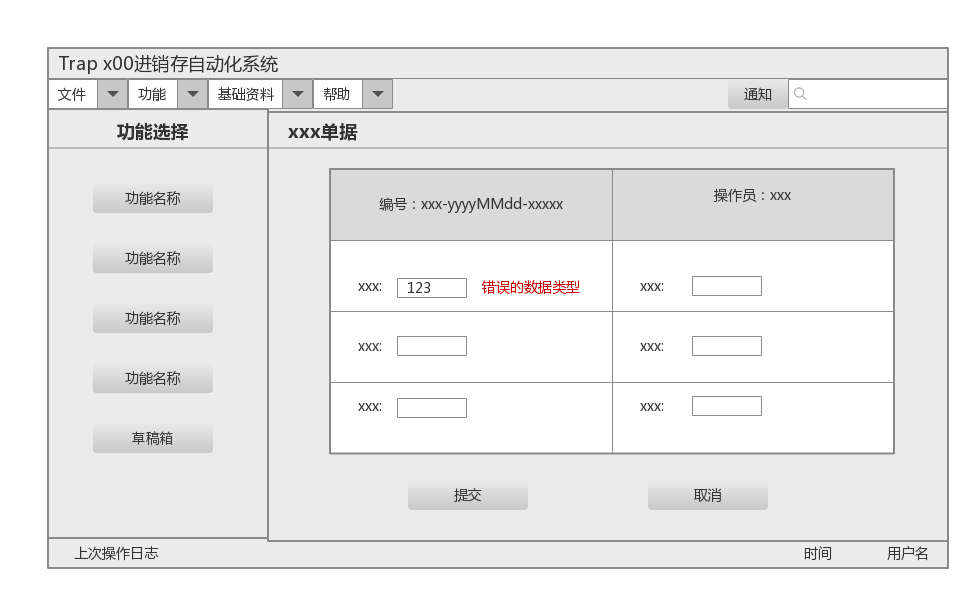 Trap x00进销存自动化系统
文件 功能 基础资料 帮助 通知
功能选择
xxx单据
功能名称
功能名称
功能名称
功能名称
草稿箱
编号：xxx-yyyyMMdd-xxxxx
操作员：xxx
xxx: 123 错误的数据类型 xxx:
xxx: xxx:
xxx: xxx:
提交 取消
上次操作日志 时间 用户名